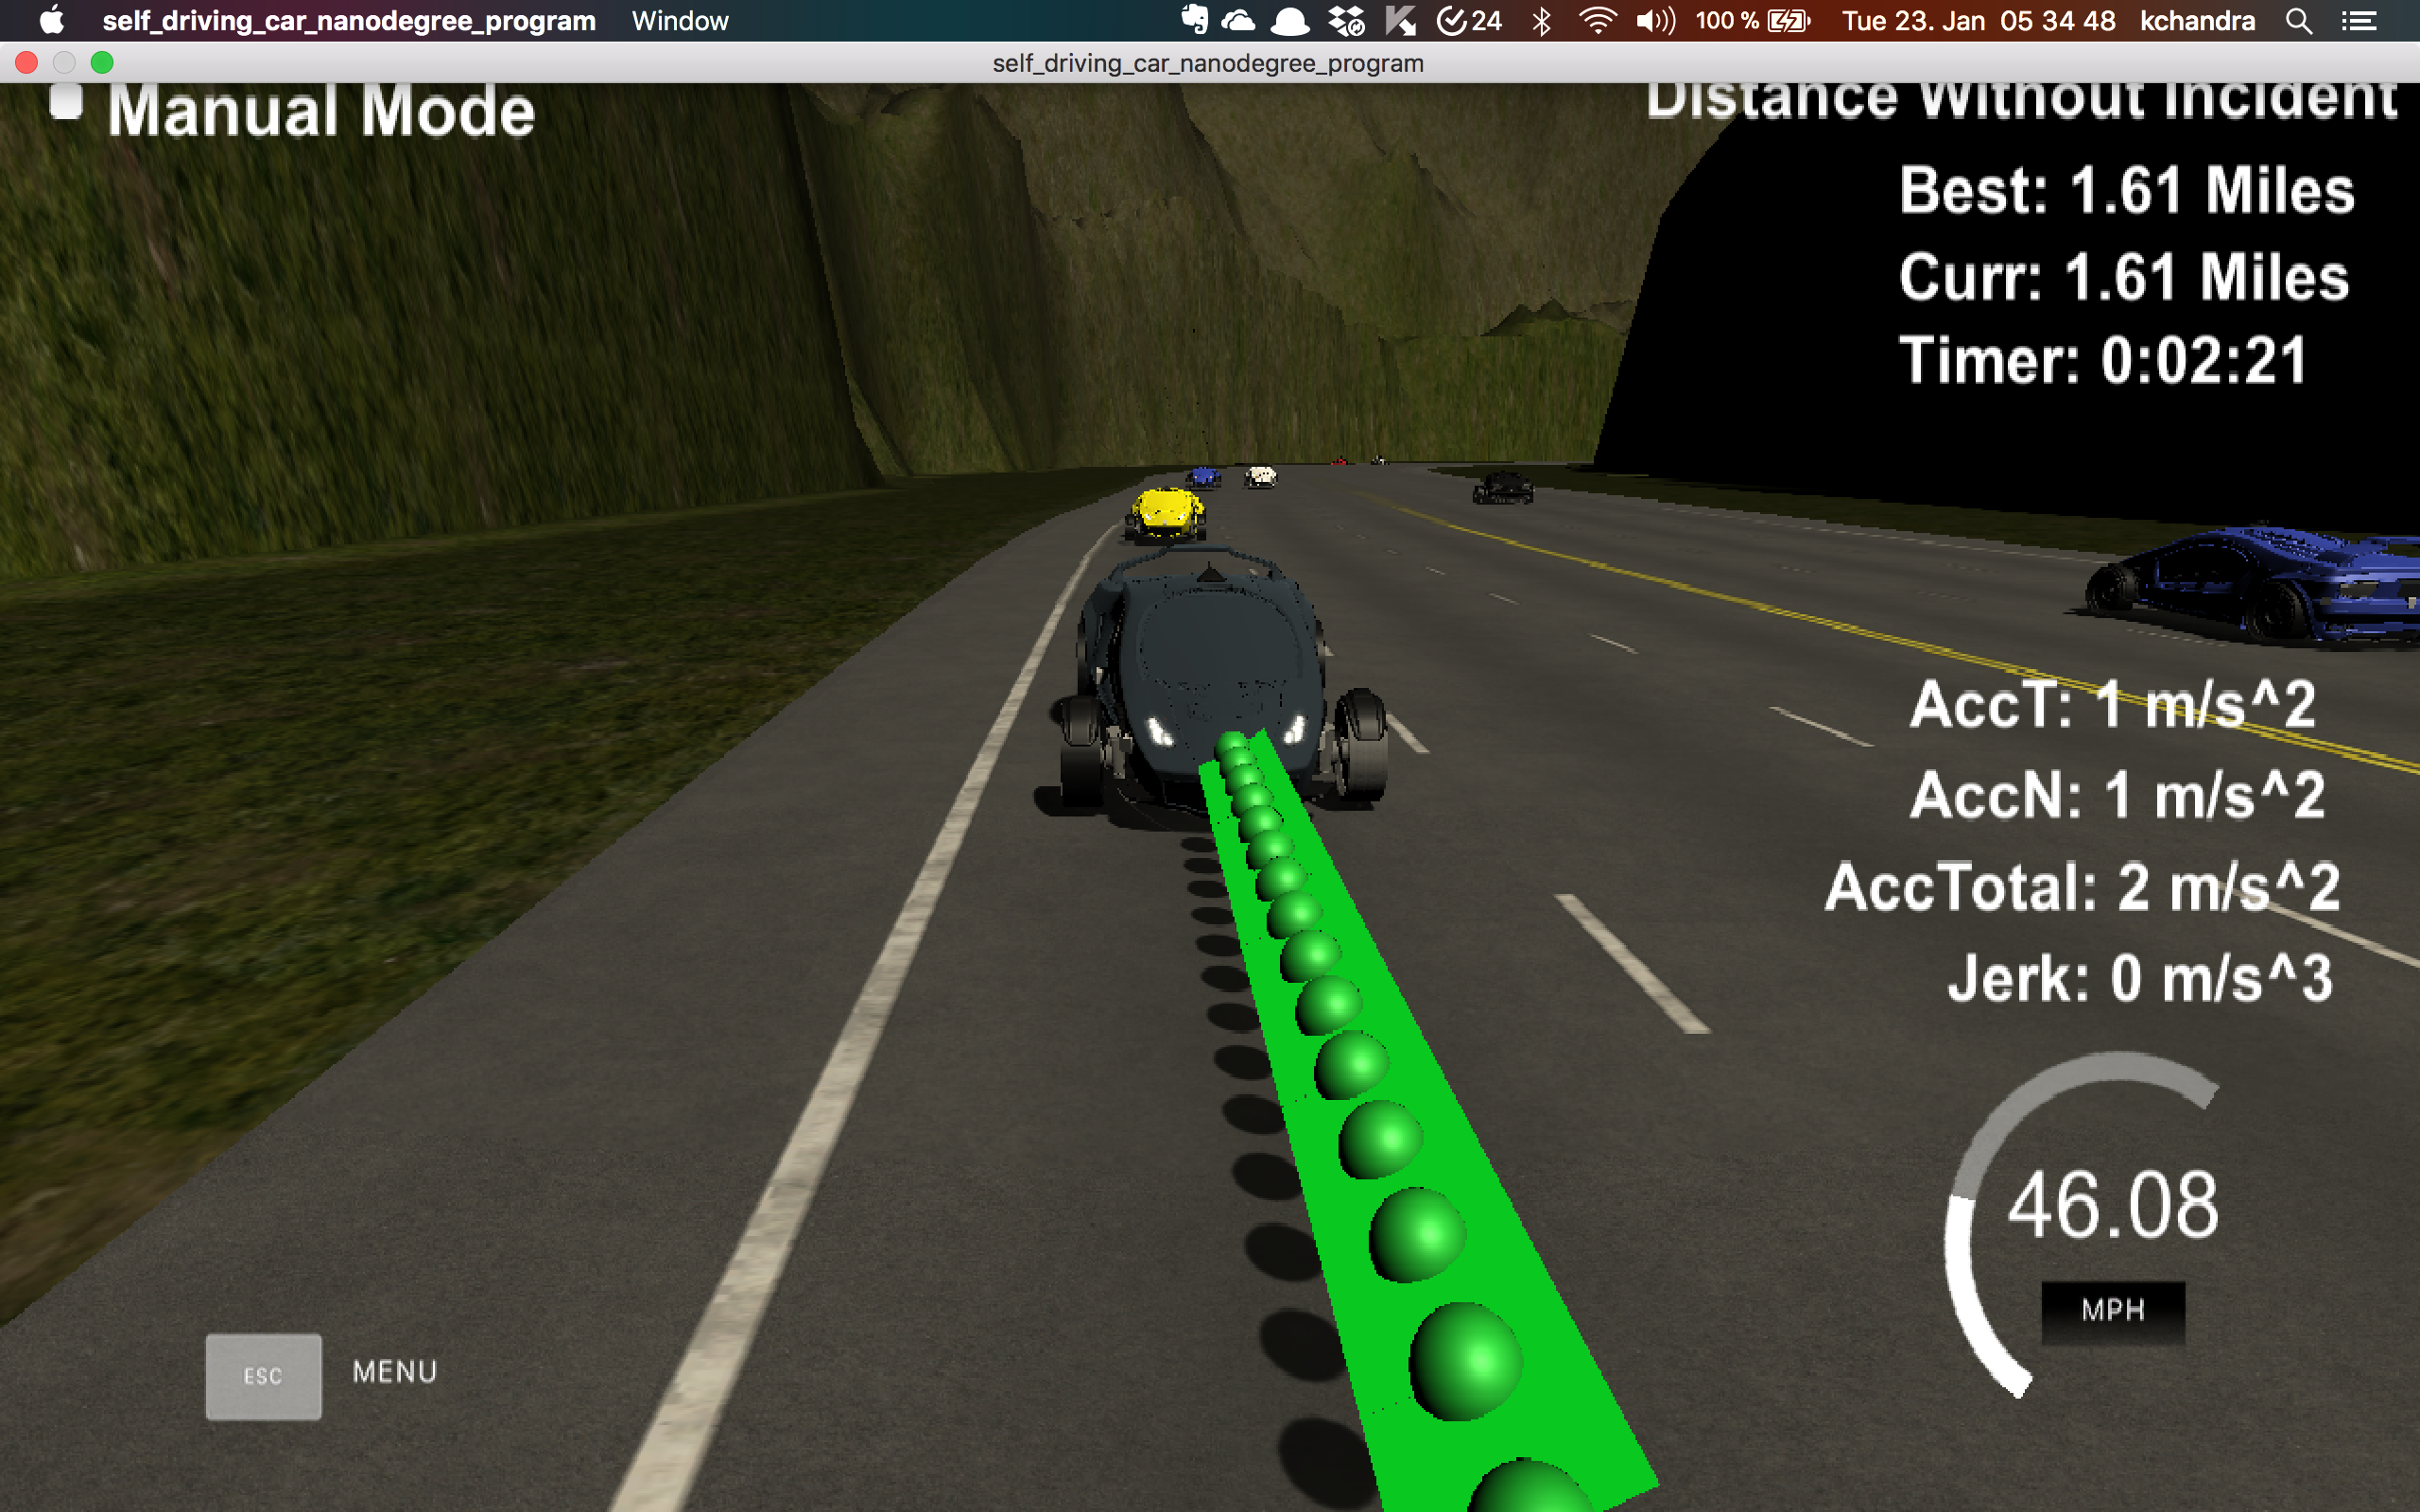 self_driving_car_nanodegree_program Window 24 100 % Tue 23. Jan 05 34 48 kchandra
self_driving_car_nanodegree_program
Manual Mode
Distance Without Incident
Best: 1.61 Miles
Curr: 1.61 Miles
Timer: 0:02:21
AccT: 1 m/s^2
AccN: 1 m/s^2
AccTotal: 2 m/s^2
Jerk: 0 m/s^3
46.08
MPH
ESC MENU